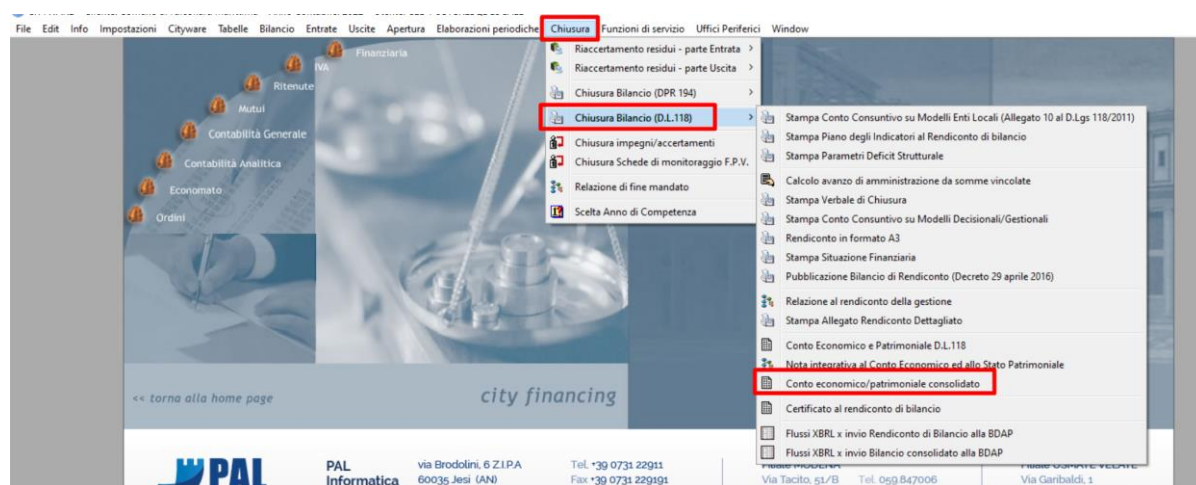 File Edit Info Impostazioni Cityware Tabelle Bilancio Entrate Uscite Apertura Elaborazioni periodiche Chiusura Funzioni di servizio Uffici Periferici Window
Finanziaria
IVA
Ritenute
Mutui
Contabilità Generale
Contabilità Analitica
Economato
Ordini
Riaccertamento residui - parte Entrata
Riaccertamento residui - parte Uscita
Chiusura Bilancio (DPR 194)
Chiusura Bilancio (D.L.118)
Chiusura impegni/accertamenti
Chiusura Schede di monitoraggio F.P.V.
Relazione di fine mandato
Scelta Anno di Competenza
Stampa Conto Consuntivo su Modelli Enti Locali (Allegato 10 al D.Lgs 118/2011)
Stampa Piano degli Indicatori al Rendiconto di bilancio
Stampa Parametri Deficit Strutturale
Calcolo avanzo di amministrazione da somme vincolate
Stampa Verbale di Chiusura
Stampa Conto Consuntivo su Modelli Decisionali/Gestionali
Rendiconto in formato A3
Stampa Situazione Finanziaria
Pubblicazione Bilancio di Rendiconto (Decreto 29 aprile 2016)
Relazione al rendiconto della gestione
Stampa Allegato Rendiconto Dettagliato
Conto Economico e Patrimoniale D.L.118
Nota integrativa al Conto Economico ed allo Stato Patrimoniale
Conto economico/patrimoniale consolidato
Certificato al rendiconto di bilancio
Flussi XBRL x invio Rendiconto di Bilancio alla BDAP
Flussi XBRL x invio Bilancio consolidato alla BDAP
<< torna alla home page
city financing
PAL
PAL
Informatica
via Brodolini, 6 Z.I.P.A
60035 Jesi (AN)
Tel. +39 0731 22911
Fax +39 0731 229191
Via Tacito, 51/B Tel. 059.847006
Via Garibaldi, 1